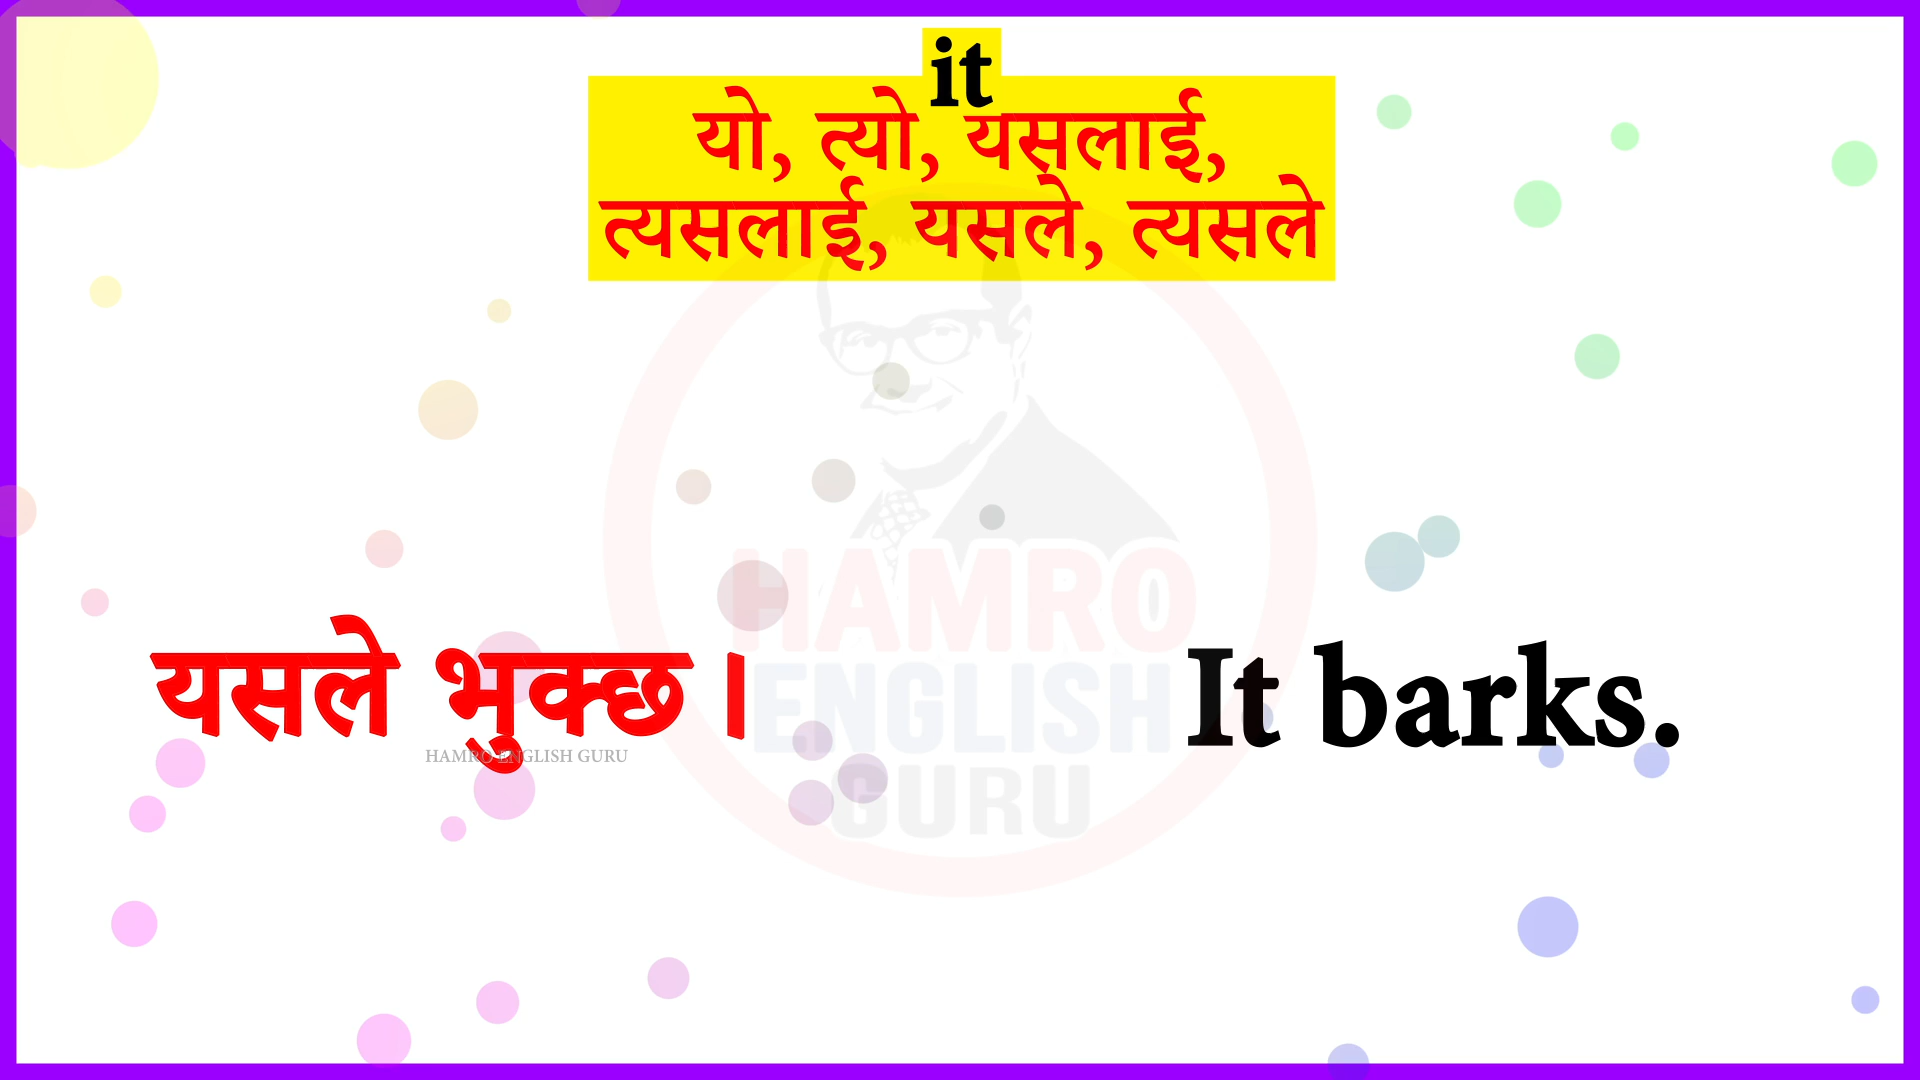 it
यो, त्यो, यसलाई,
त्यसलाई, यसले, त्यसले
यसले भुक्छ ।
It barks.
HAMRO ENGLISH GURU
HAMRO
ENGLISH
GURU